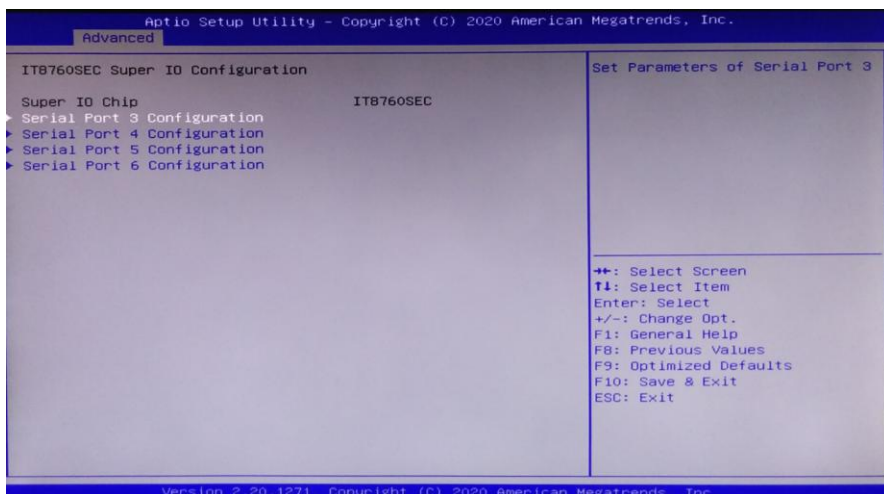 Aptio Setup Utility – Copyright (C) 2020 American Megatrends, Inc.
Advanced
IT8760SEC Super IO Configuration
Super IO Chip IT8760SEC
▶ Serial Port 3 Configuration
▶ Serial Port 4 Configuration
▶ Serial Port 5 Configuration
▶ Serial Port 6 Configuration
Set Parameters of Serial Port 3
→←: Select Screen
↑↓: Select Item
Enter: Select
+/-: Change Opt.
F1: General Help
F8: Previous Values
F9: Optimized Defaults
F10: Save & Exit
ESC: Exit
Version 2.20.1271. Copyright (C) 2020 American Megatrends, Inc.